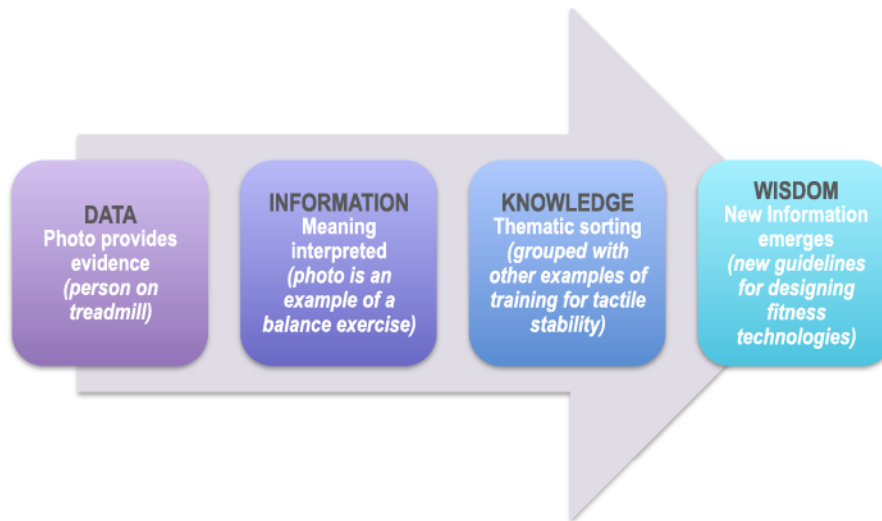 DATA
Photo provides
evidence
(person on
treadmill)
INFORMATION
Meaning
interpreted
(photo is an
example of a
balance exercise)
KNOWLEDGE
Thematic sorting
(grouped with
other examples of
training for tactile
stability)
WISDOM
New Information
emerges
(new guidelines
for designing
fitness
technologies)